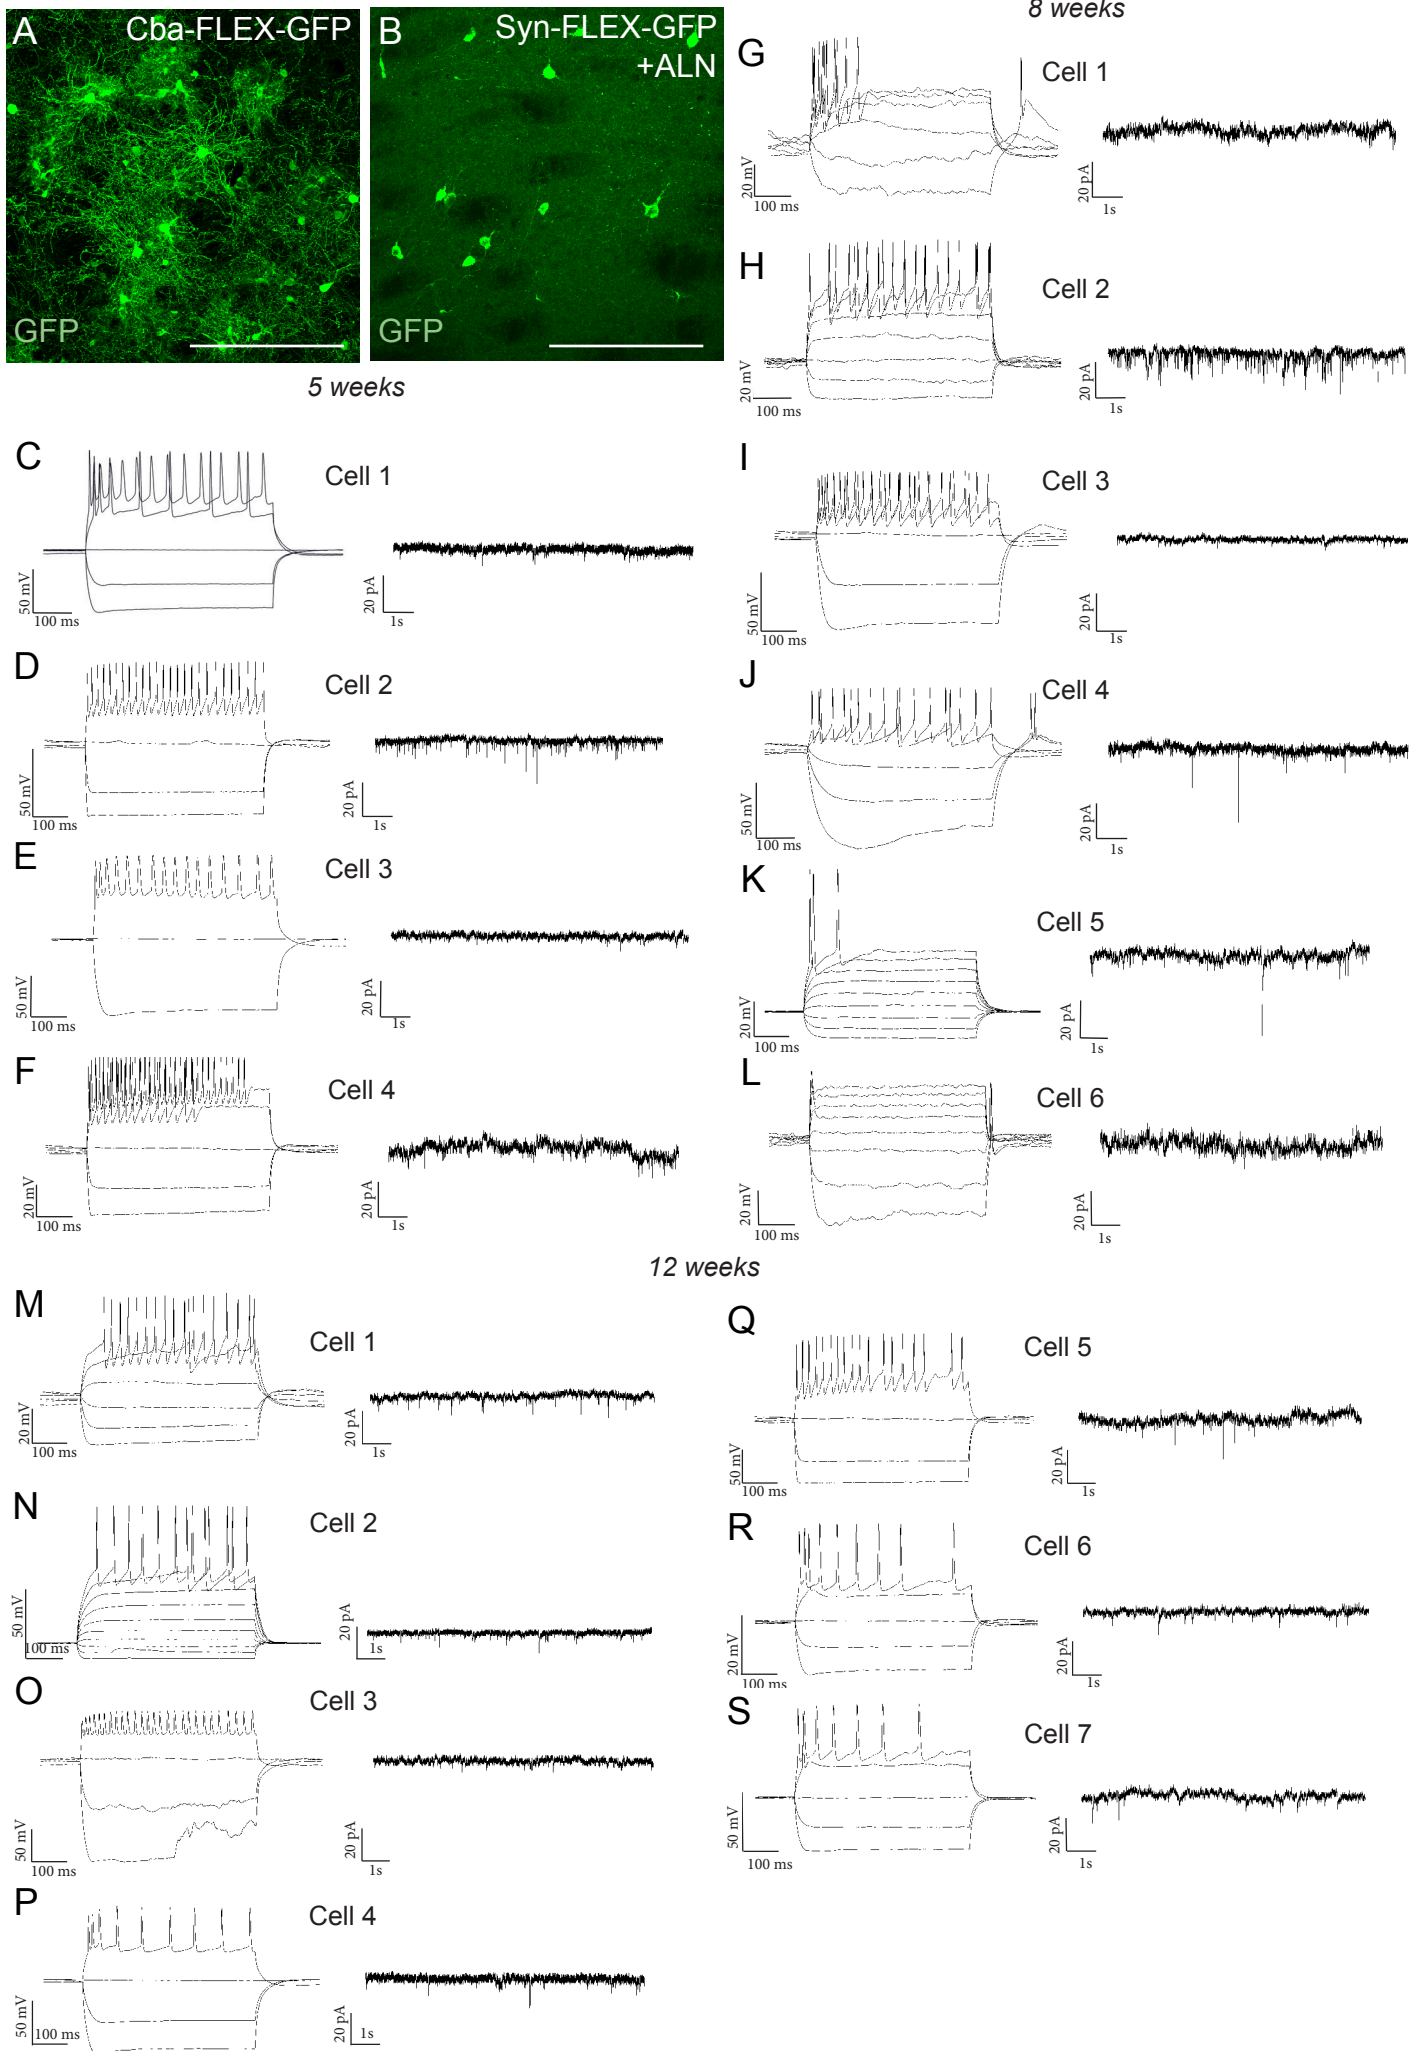 A
Cba-FLEX-GFP
GFP
B
Syn-FLEX-GFP
+ALN
GFP
5 weeks
C
Cell 1
50 mV
100 ms
20 pA
1s
D
Cell 2
50 mV
100 ms
20 pA
1s
E
Cell 3
50 mV
100 ms
20 pA
1s
F
Cell 4
20 mV
100 ms
20 pA
1s
8 weeks
G
Cell 1
20 mV
100 ms
20 pA
1s
H
Cell 2
20 mV
100 ms
20 pA
1s
I
Cell 3
50 mV
100 ms
20 pA
1s
J
Cell 4
50 mV
100 ms
20 pA
1s
K
Cell 5
20 mV
100 ms
20 pA
1s
L
Cell 6
20 mV
100 ms
20 pA
1s
12 weeks
M
Cell 1
20 mV
100 ms
20 pA
1s
N
Cell 2
50 mV
100 ms
20 pA
1s
O
Cell 3
50 mV
100 ms
20 pA
1s
P
Cell 4
50 mV
100 ms
20 pA
1s
Q
Cell 5
50 mV
100 ms
20 pA
1s
R
Cell 6
20 mV
100 ms
20 pA
1s
S
Cell 7
50 mV
100 ms
20 pA
1s